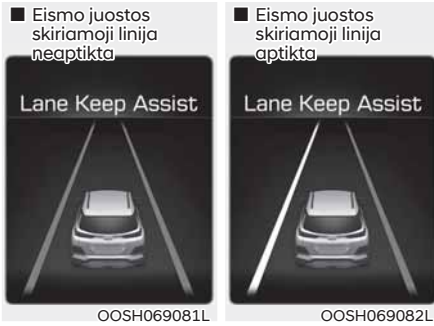 ■ Eismo juostos
skiriamoji linija
neaptikta
Lane Keep Assist
OOSH069081L
■ Eismo juostos
skiriamoji linija
aptikta
Lane Keep Assist
OOSH069082L